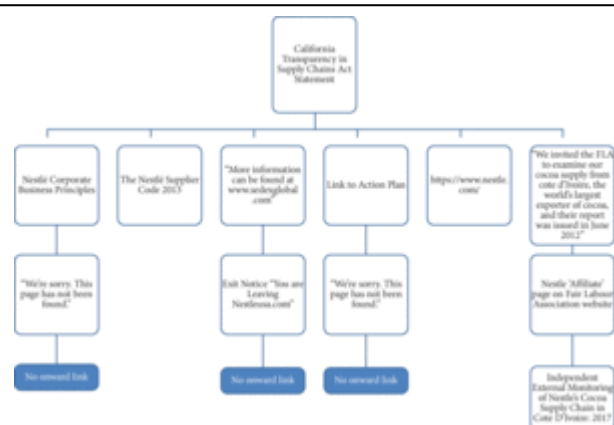 California
Transparency in
Supply Chains Act
Statement
Nestlé Corporate
Business Principles
The Nestlé Supplier
Code 2013
"More information
can be found at
www.sedexglobal
.com"
Link to Action Plan
https://www.nestle.
com/
"We invited the FLA
to examine our
cocoa supply from
cote d'Ivoire, the
world's largest
exporter of cocoa,
and their report
was issued in June
2012"
"We're sorry. This
page has not been
found."
Exit Notice "You are
Leaving
Nestleusa.com"
"We're sorry. This
page has not been
found."
Nestle 'Affiliate'
page on Fair Labour
Association website
No onward link
No onward link
No onward link
Independent
External Monitoring
of Nestle's Cocoa
Supply Chain in
Cote D'Ivoire: 2017